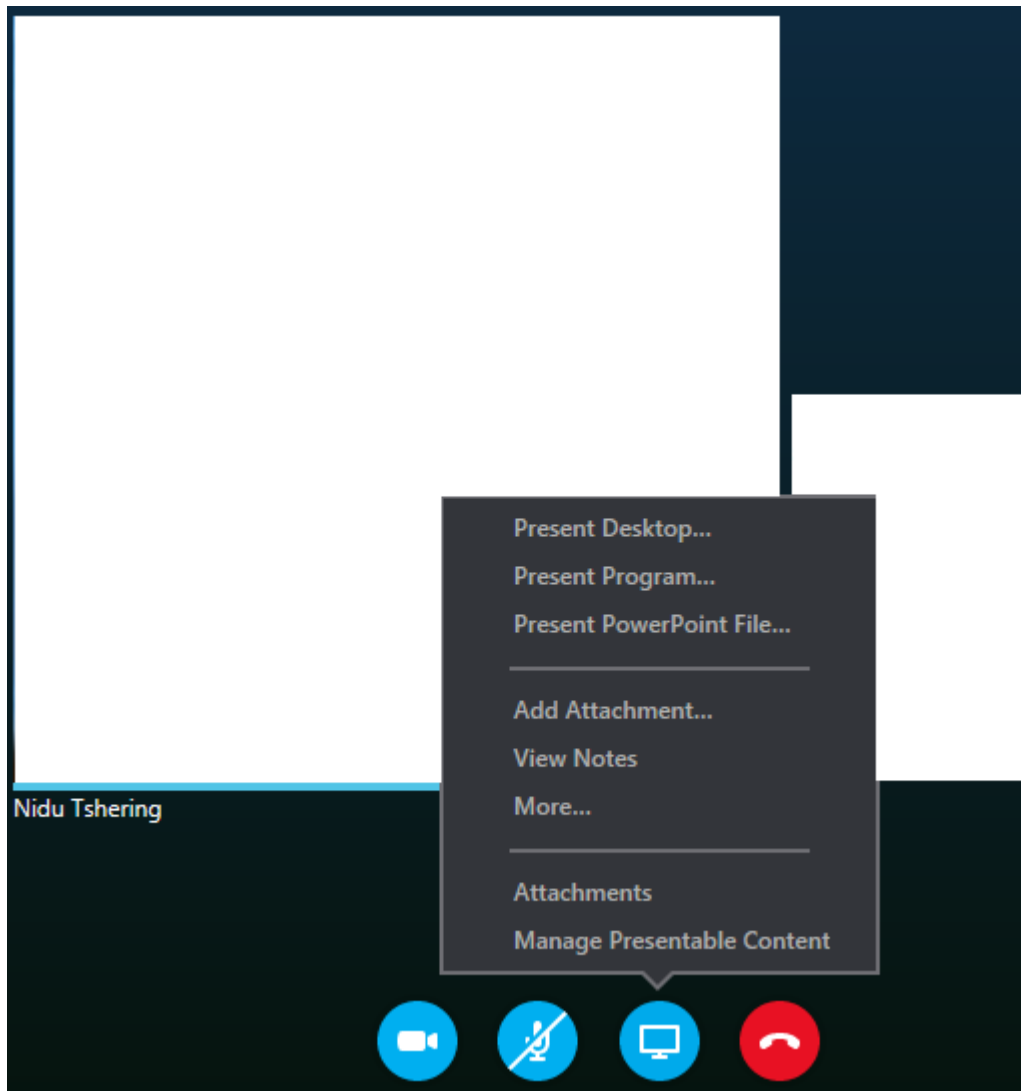 Present Desktop...
Present Program...
Present PowerPoint File...
Add Attachment...
View Notes
More...
Attachments
Manage Presentable Content
Nidu Tshering